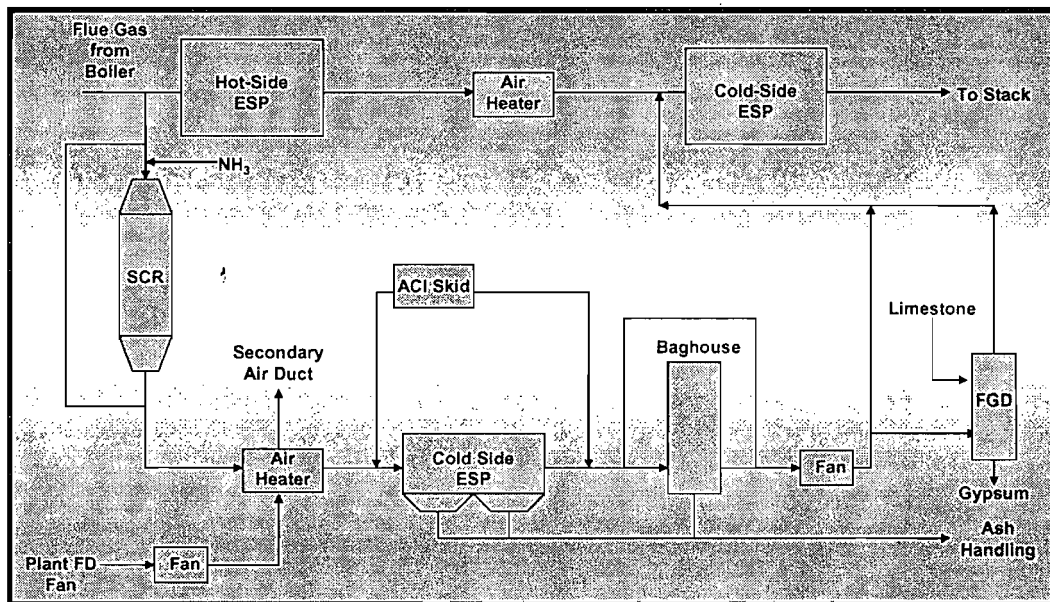 Flue Gas
from
Boiler
Hot-Side
ESP
Air
Heater
Cold-Side
ESP
To Stack
NH3
SCR
ACI Skid
Limestone
Secondary
Air Duct
Baghouse
FGD
Air
Heater
Cold Side
ESP
Fan
Gypsum
Ash
Handling
Plant FD
Fan
Fan